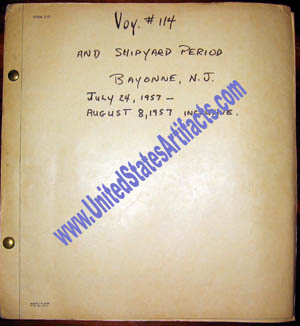 Voy. #114
AND SHIPYARD PERIOD
BAYONNE, N.J.
JULY 24, 1957 —
AUGUST 8, 1957 INCLUSIVE.
www.UnitedStatesArtifacts.com